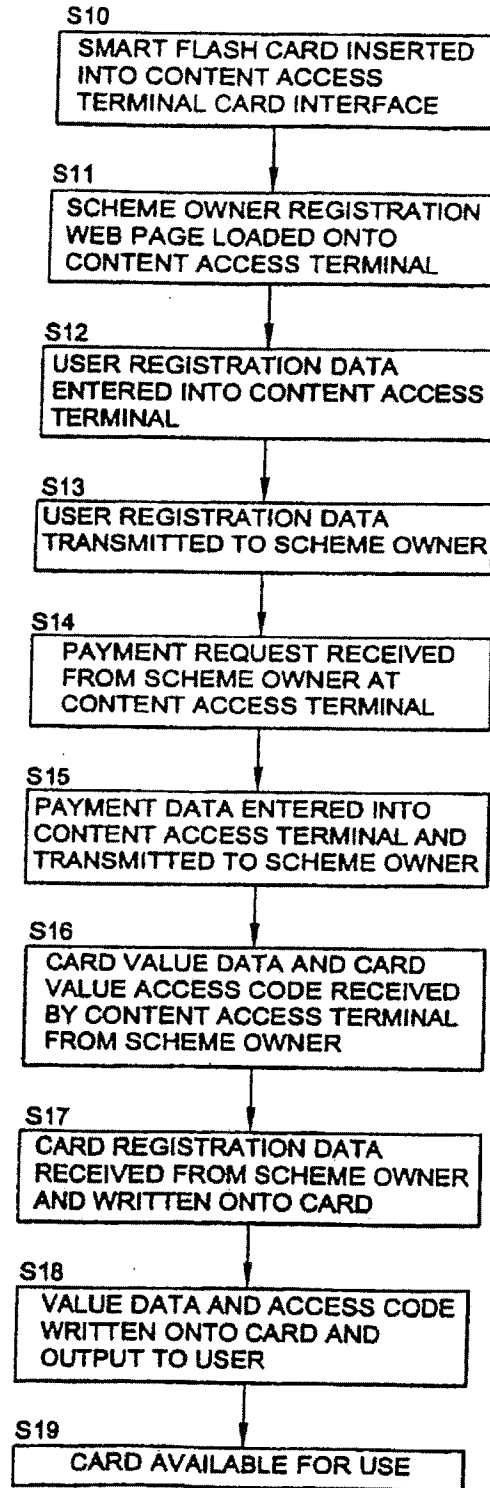 S10
SMART FLASH CARD INSERTED
INTO CONTENT ACCESS
TERMINAL CARD INTERFACE
S11
SCHEME OWNER REGISTRATION
WEB PAGE LOADED ONTO
CONTENT ACCESS TERMINAL
S12
USER REGISTRATION DATA
ENTERED INTO CONTENT ACCESS
TERMINAL
S13
USER REGISTRATION DATA
TRANSMITTED TO SCHEME OWNER
S14
PAYMENT REQUEST RECEIVED
FROM SCHEME OWNER AT
CONTENT ACCESS TERMINAL
S15
PAYMENT DATA ENTERED INTO
CONTENT ACCESS TERMINAL AND
TRANSMITTED TO SCHEME OWNER
S16
CARD VALUE DATA AND CARD
VALUE ACCESS CODE RECEIVED
BY CONTENT ACCESS TERMINAL
FROM SCHEME OWNER
S17
CARD REGISTRATION DATA
RECEIVED FROM SCHEME OWNER
AND WRITTEN ONTO CARD
S18
VALUE DATA AND ACCESS CODE
WRITTEN ONTO CARD AND
OUTPUT TO USER
S19
CARD AVAILABLE FOR USE